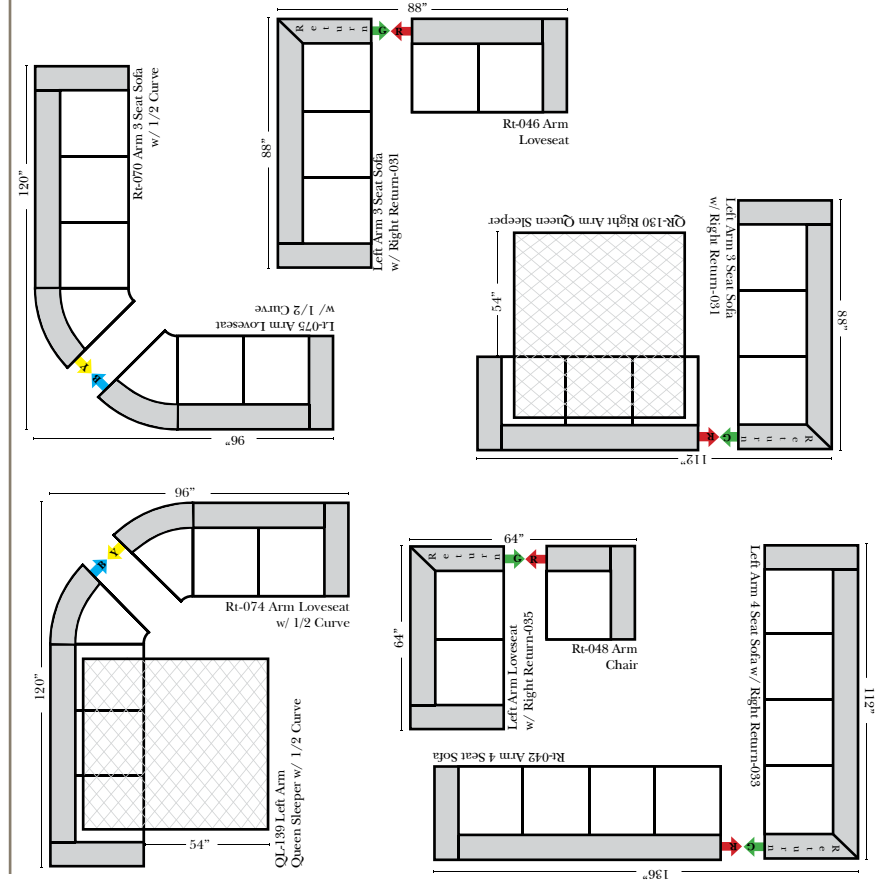 88”
Return
G
R
88”
Left Arm 3 Seat Sofa
w/ Right Return-031
Rt-046 Arm
Loveseat
120”
Rt-070 Arm 3 Seat Sofa
w/ 1/2 Curve
Y
B
Lt-075 Arm Loveseat
w/ 1/2 Curve
96”
QR-130 Right Arm Queen Sleeper
54”
Left Arm 3 Seat Sofa
w/ Right Return-031
88”
R
G
Return
112”
96”
B
Y
Rt-074 Arm Loveseat
w/ 1/2 Curve
120”
54”
QL-139 Left Arm
Queen Sleeper w/ 1/2 Curve
64”
Return
G
R
64”
Left Arm Loveseat
w/ Right Return-035
Rt-048 Arm
Chair
Left Arm 4 Seat Sofa w/ Right Return-033
112”
Rt-042 Arm 4 Seat Sofa
R
G
Return
136”